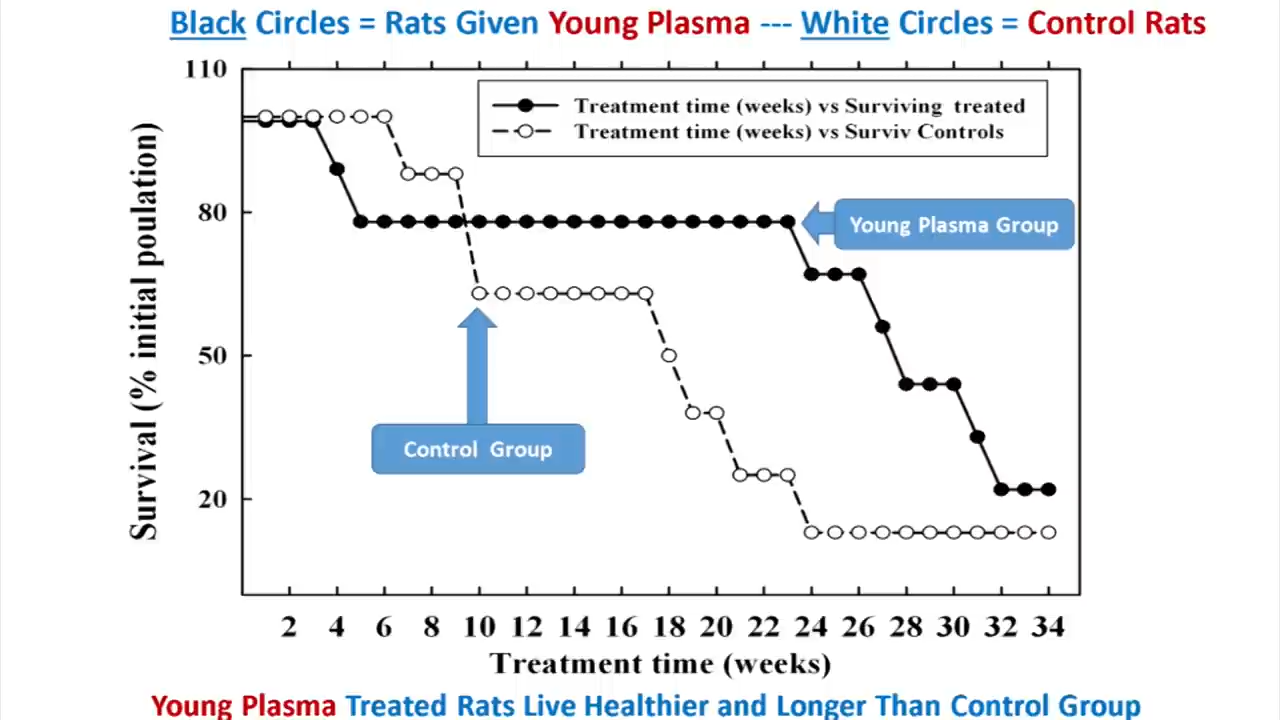 Black Circles = Rats Given Young Plasma --- White Circles = Control Rats
110
Treatment time (weeks) vs Surviving treated
Treatment time (weeks) vs Surviv Controls
80
Young Plasma Group
50
Control Group
20
Survival (% initial poulation)
2 4 6 8 10 12 14 16 18 20 22 24 26 28 30 32 34
Treatment time (weeks)
Young Plasma Treated Rats Live Healthier and Longer Than Control Group